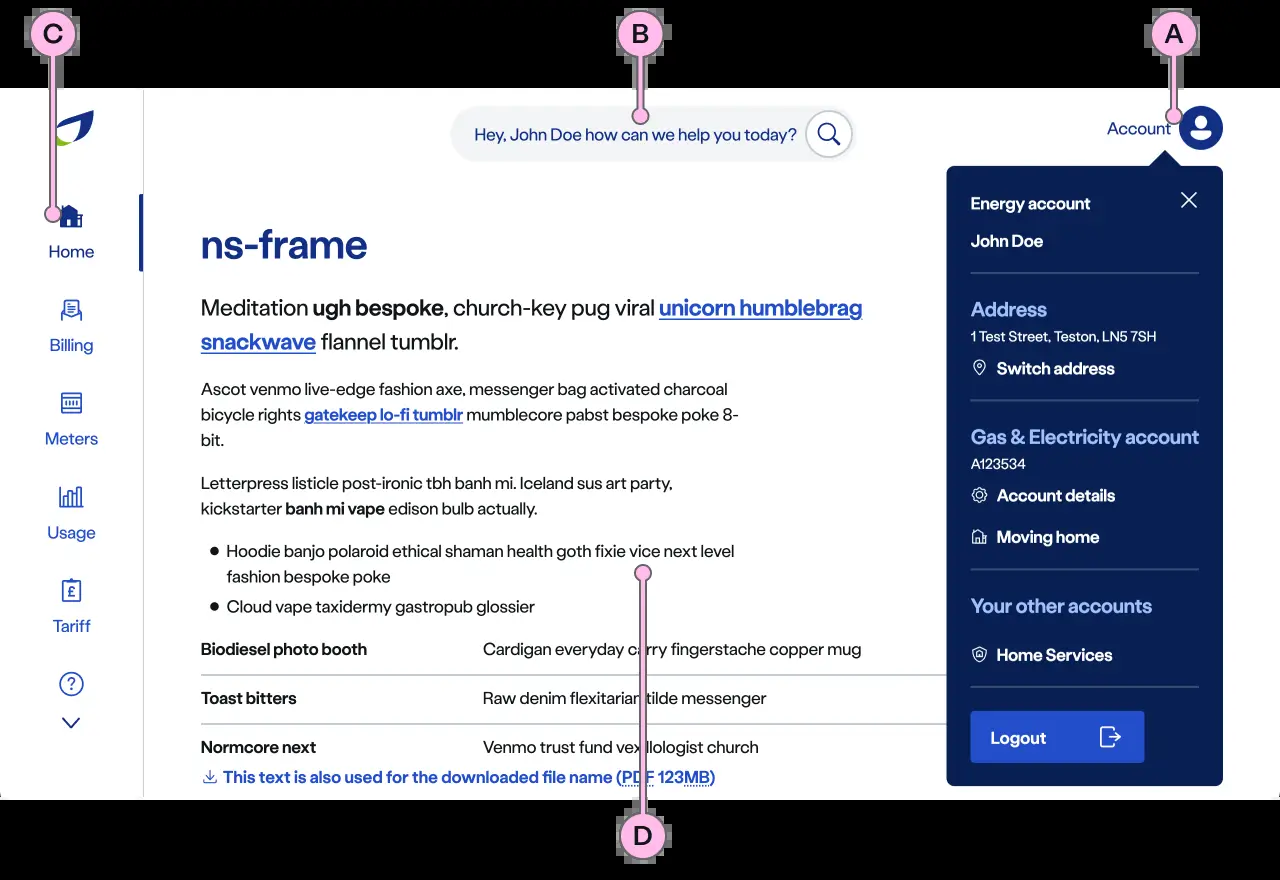 C
B
A
Hey, John Doe how can we help you today?
Account
Home
Billing
Meters
Usage
Tariff
?
ns-frame
Meditation ugh bespoke, church-key pug viral unicorn humblebrag
snackwave flannel tumblr.
Ascot venmo live-edge fashion axe, messenger bag activated charcoal
bicycle rights gatekeep lo-fi tumblr mumblecore pabst bespoke poke 8-
bit.
Letterpress listicle post-ironic tbh banh mi. Iceland sus art party,
kickstarter banh mi vape edison bulb actually.
Hoodie banjo polaroid ethical shaman health goth fixie vice next level
fashion bespoke poke
Cloud vape taxidermy gastropub glossier
Biodiesel photo booth Cardigan everyday carry fingerstache copper mug
Toast bitters Raw denim flexitarian tilde messenger
Normcore next Venmo trust fund vexillologist church
This text is also used for the downloaded file name (PDF 123MB)
Energy account
John Doe
Address
1 Test Street, Teston, LN5 7SH
Switch address
Gas & Electricity account
A123534
Account details
Moving home
Your other accounts
Home Services
Logout
D